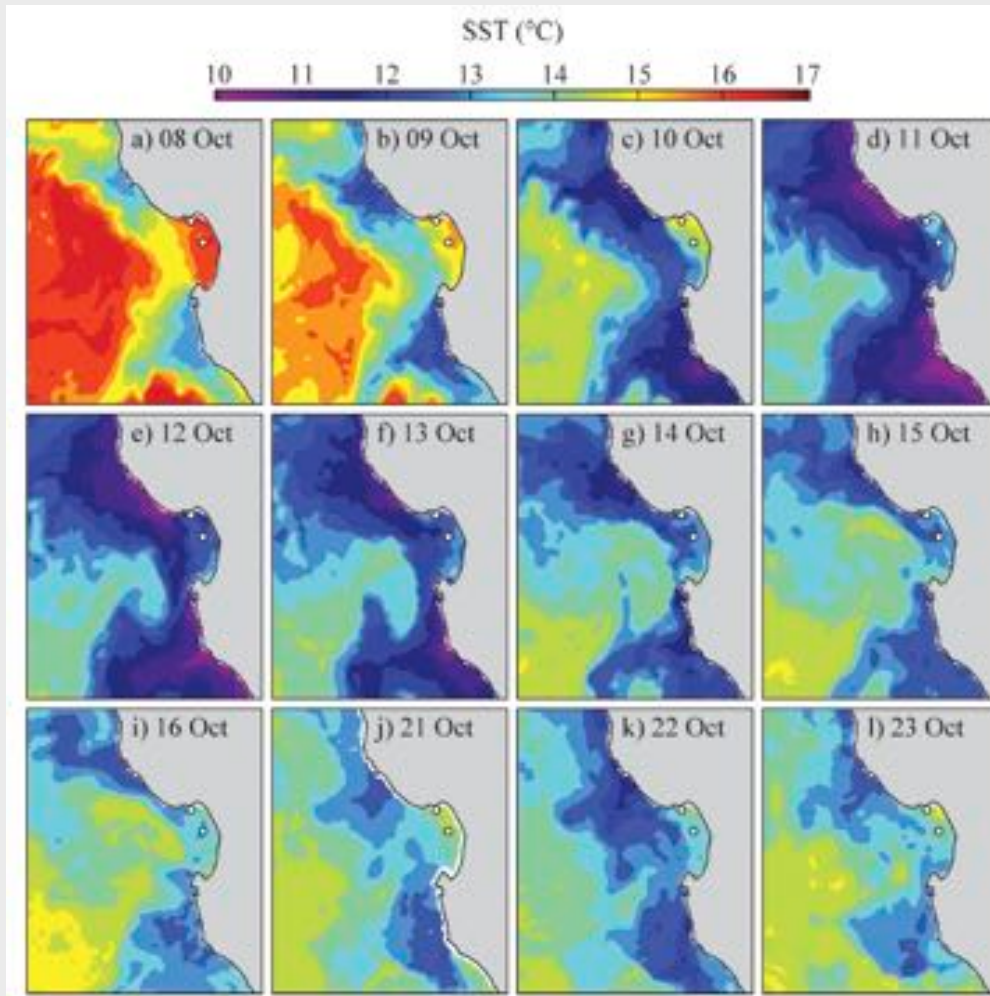 SST (°C)
10 11 12 13 14 15 16 17
a) 08 Oct
b) 09 Oct
c) 10 Oct
d) 11 Oct
e) 12 Oct
f) 13 Oct
g) 14 Oct
h) 15 Oct
i) 16 Oct
j) 21 Oct
k) 22 Oct
l) 23 Oct